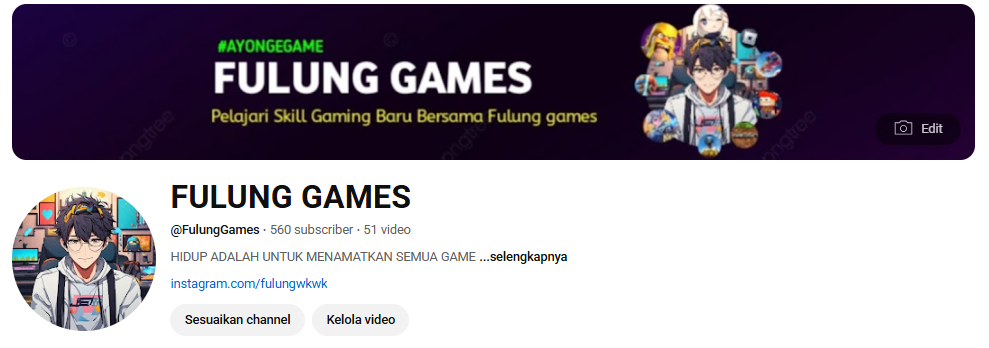 #AYONGEGAME
FULUNG GAMES
Pelajari Skill Gaming Baru Bersama Fulung games
Edit
FULUNG GAMES
@FulungGames · 560 subscriber · 51 video
HIDUP ADALAH UNTUK MENAMATKAN SEMUA GAME ...selengkapnya
instagram.com/fulungwkwk
Sesuaikan channel
Kelola video